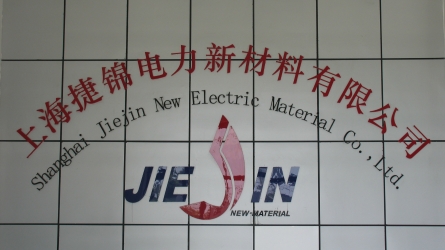 上海捷锦电力新材料有限公司
Shanghai Jiejin New Electric Material Co.,Ltd.
JIEJIN
NEW-MATERIAL